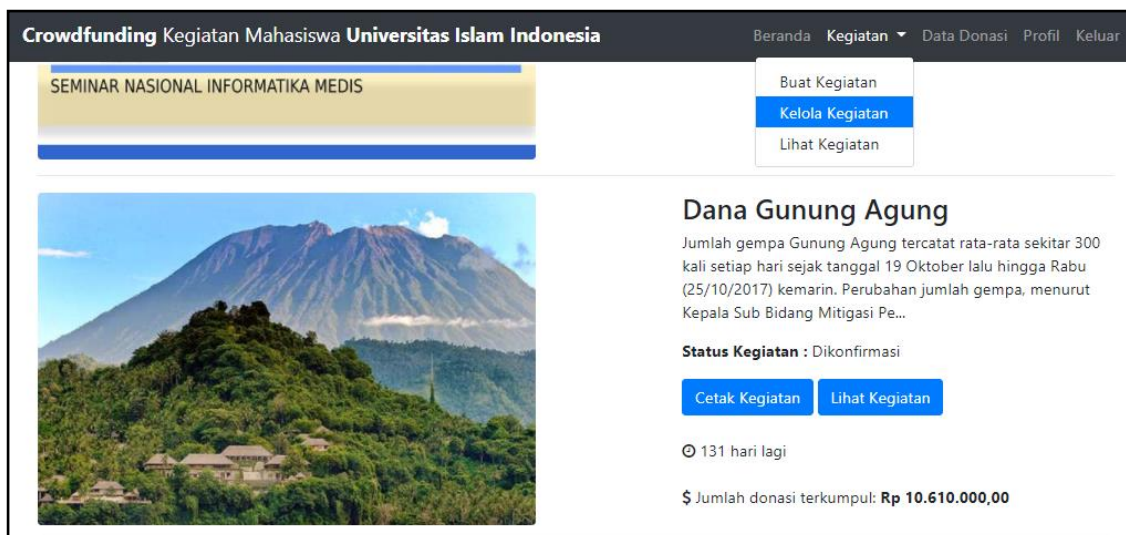 Crowdfunding Kegiatan Mahasiswa Universitas Islam Indonesia
Beranda Kegiatan Data Donasi Profil Keluar
Buat Kegiatan
Kelola Kegiatan
Lihat Kegiatan
SEMINAR NASIONAL INFORMATIKA MEDIS
Dana Gunung Agung
Jumlah gempa Gunung Agung tercatat rata-rata sekitar 300
kali setiap hari sejak tanggal 19 Oktober lalu hingga Rabu
(25/10/2017) kemarin. Perubahan jumlah gempa, menurut
Kepala Sub Bidang Mitigasi Pe...
Status Kegiatan : Dikonfirmasi
Cetak Kegiatan Lihat Kegiatan
131 hari lagi
$ Jumlah donasi terkumpul: Rp 10.610.000,00